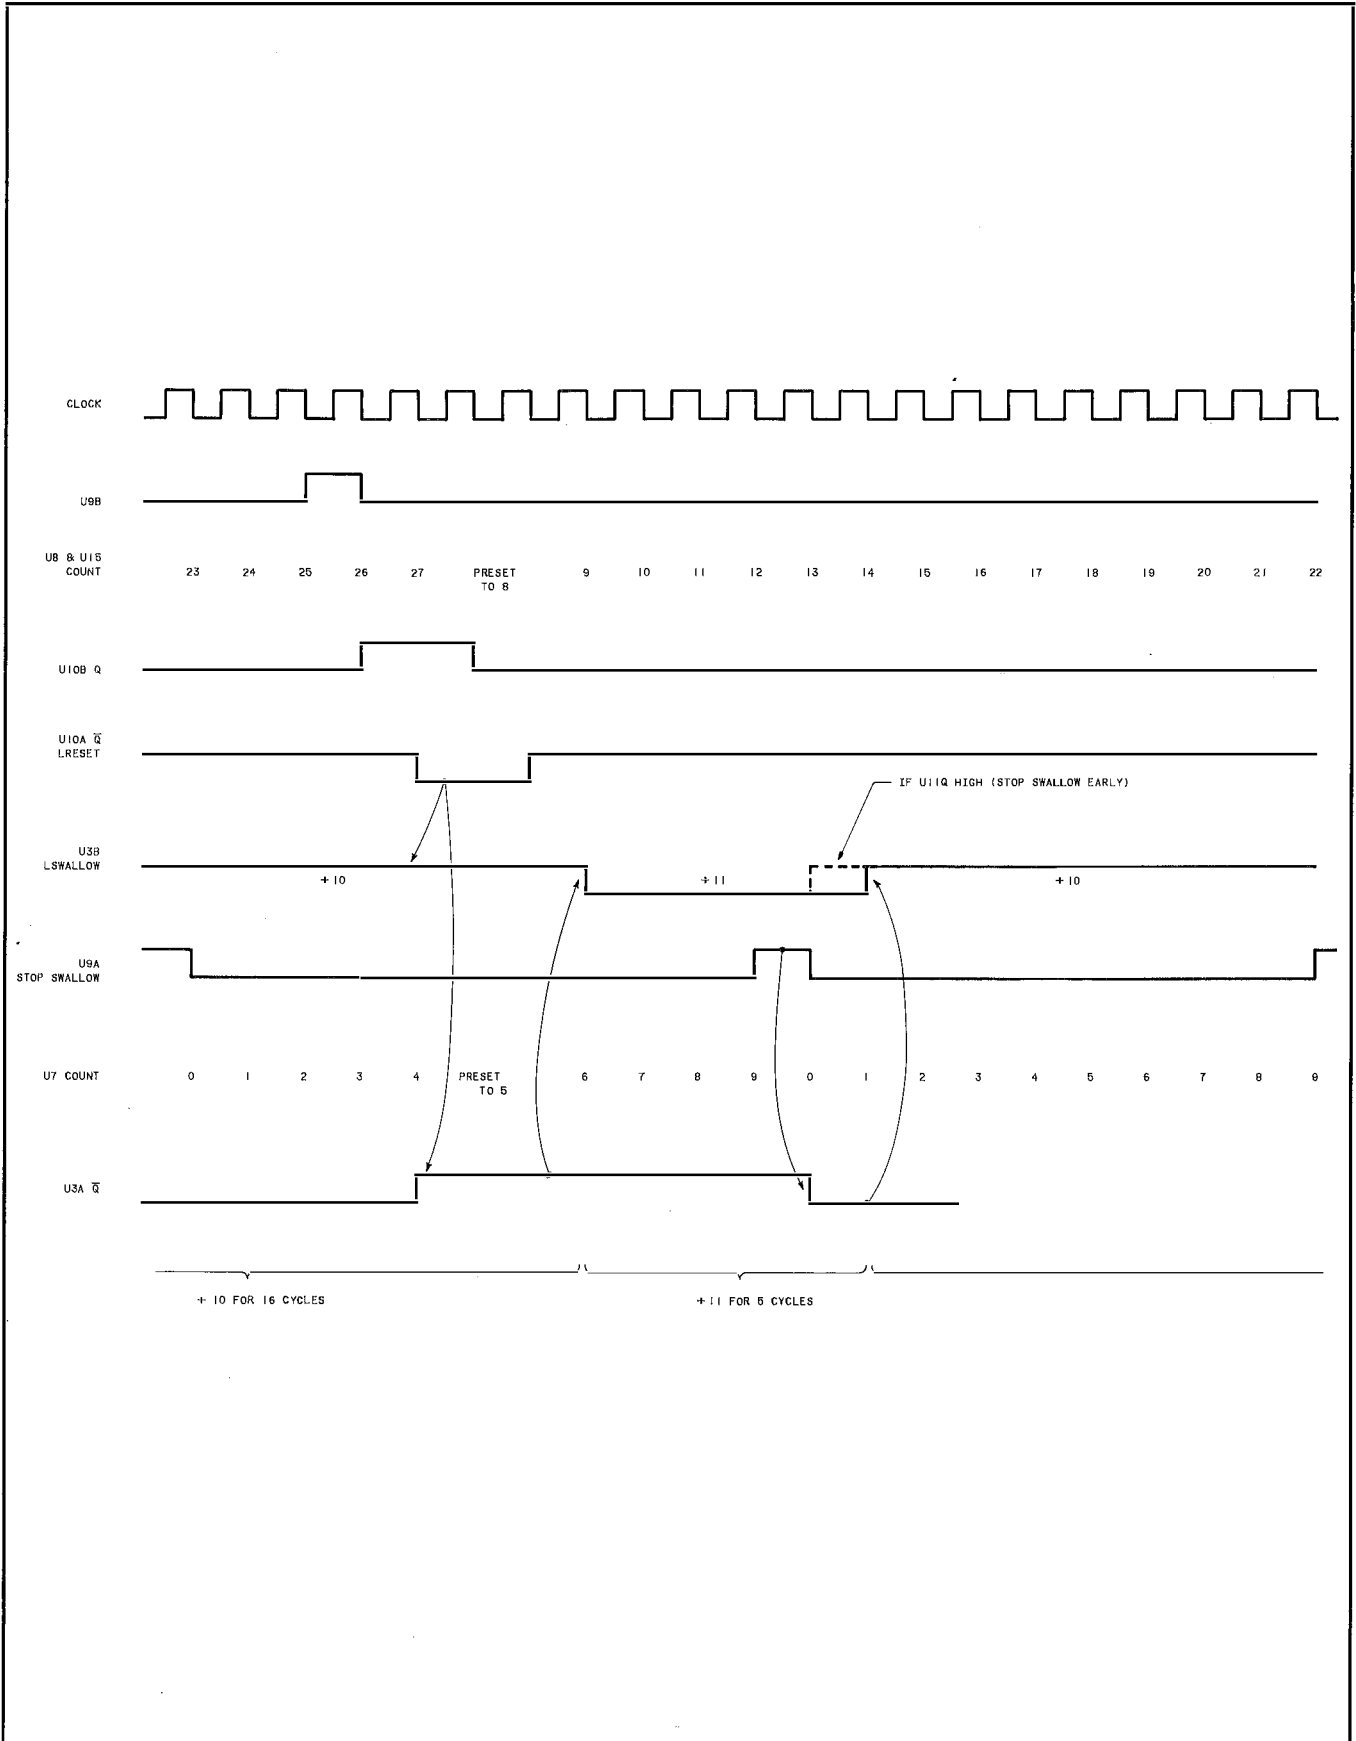 CLOCK
U9B
U8 & U15
COUNT
23 24 25 26 27 PRESET 9 10 11 12 13 14 15 16 17 18 19 20 21 22
TO 8
U10B Q
U10A Q̅
LRESET
IF U11Q HIGH (STOP SWALLOW EARLY)
U3B
LSWALLOW
÷10 ÷11 ÷10
U9A
STOP SWALLOW
U7 COUNT 0 1 2 3 4 PRESET 6 7 8 9 0 1 2 3 4 5 6 7 8 9
TO 5
U3A Q̅
÷ 10 FOR 16 CYCLES ÷ 11 FOR 5 CYCLES